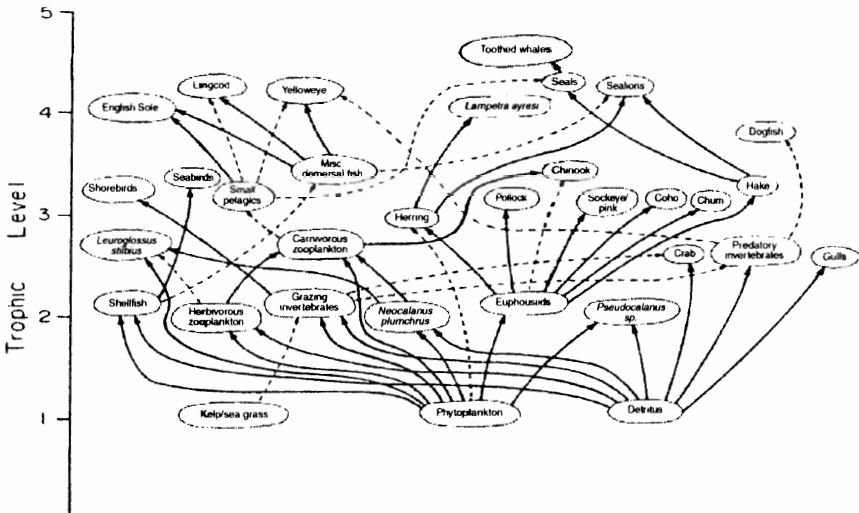 5
Toothed whales
Lingcod
Yelloweye
Seals
Sealions
English Sole
4
Lampetra ayresi
Dogfish
Misc
demersal fish
Seabirds
Chinook
Shorebirds
Small
pelagics
Pollock
Sockeye/
pink
Coho
Chum
Hake
3
Herring
Leuroglossus
stilbius
Carnivorous
zooplankton
Crab
Predatory
invertebrates
Gulls
Shellfish
Herbivorous
zooplankton
Grazing
invertebrates
Neocalanus
plumchrus
Euphousiids
Pseudocalanus
sp.
2
Kelp/sea grass
Phytoplankton
Detritus
1
Trophic Level